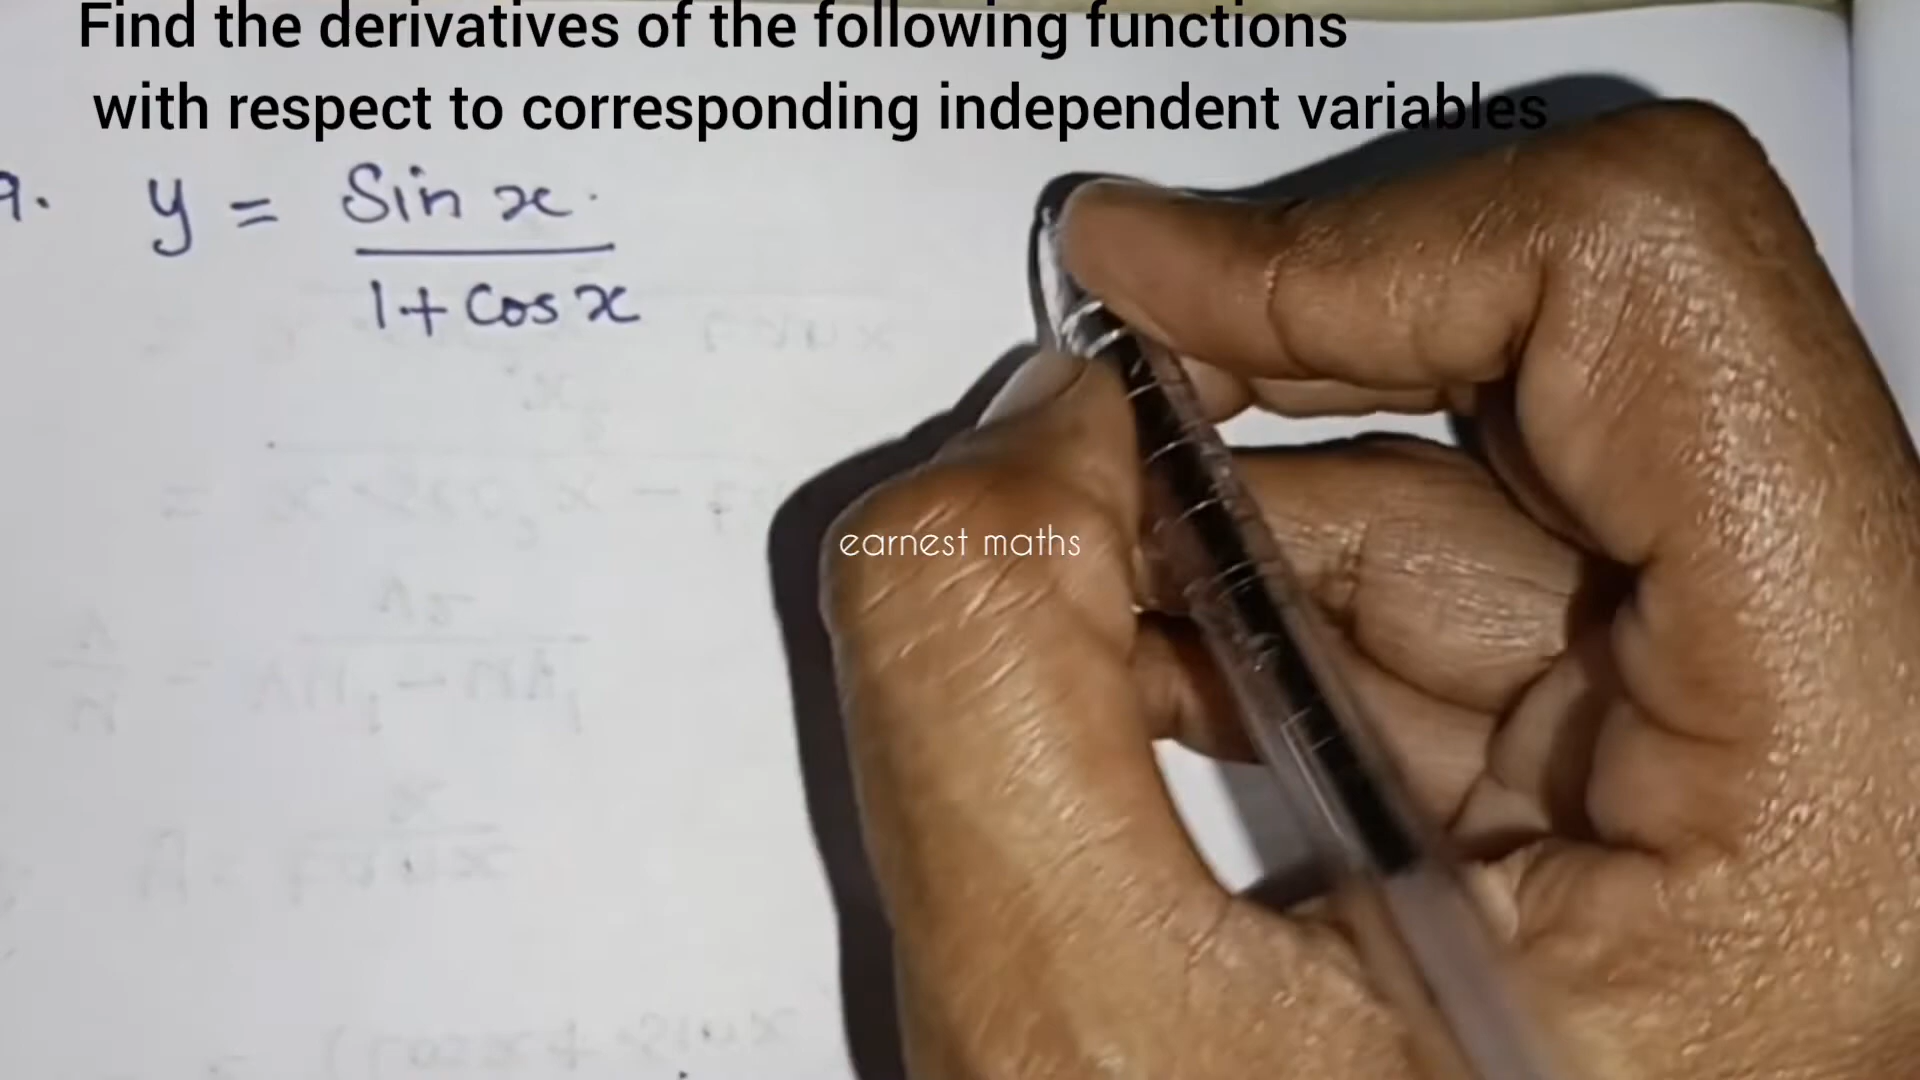 Find the derivatives of the following functions
with respect to corresponding independent variables
9. y = Sin x
1 + Cos x
earnest maths